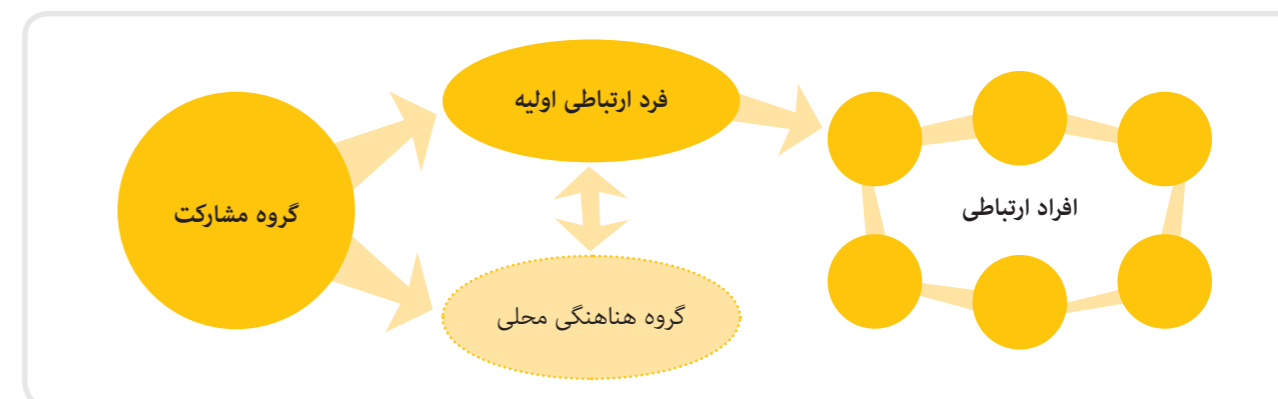 فرد ارتباطی اولیه
گروه مشارکت
افراد ارتباطی
گروه هناهنگی محلی